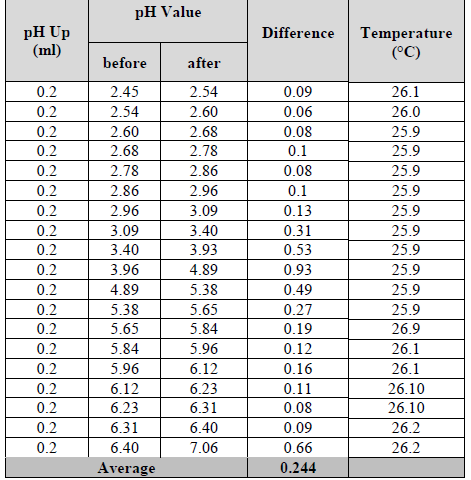 pH Up (ml) pH Value Difference Temperature (°C)
before after
0.2 2.45 2.54 0.09 26.1
0.2 2.54 2.60 0.06 26.0
0.2 2.60 2.68 0.08 25.9
0.2 2.68 2.78 0.1 25.9
0.2 2.78 2.86 0.08 25.9
0.2 2.86 2.96 0.1 25.9
0.2 2.96 3.09 0.13 25.9
0.2 3.09 3.40 0.31 25.9
0.2 3.40 3.93 0.53 25.9
0.2 3.96 4.89 0.93 25.9
0.2 4.89 5.38 0.49 25.9
0.2 5.38 5.65 0.27 25.9
0.2 5.65 5.84 0.19 26.9
0.2 5.84 5.96 0.12 26.1
0.2 5.96 6.12 0.16 26.1
0.2 6.12 6.23 0.11 26.10
0.2 6.23 6.31 0.08 26.10
0.2 6.31 6.40 0.09 26.2
0.2 6.40 7.06 0.66 26.2
Average 0.244